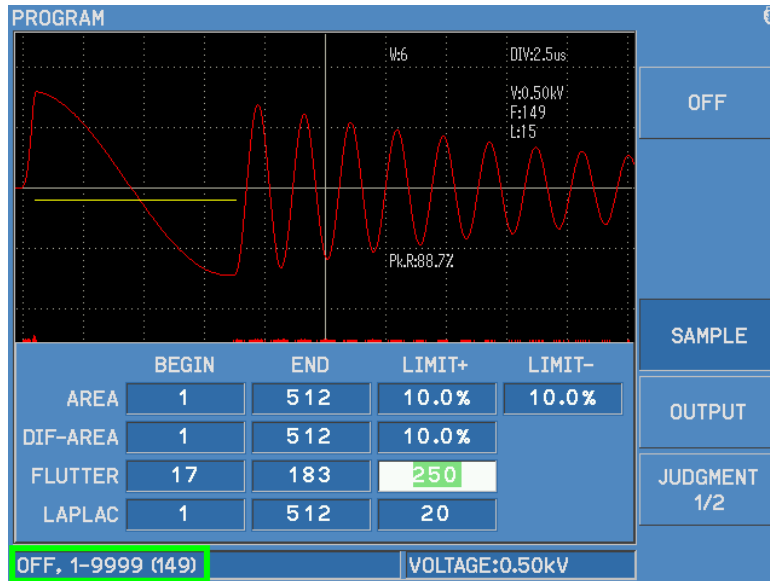 PROGRAM
W:6 DIV:2.5us
V:0.50kV
F:149
L:15
Pk.R:88.7%
OFF
SAMPLE
OUTPUT
JUDGMENT
1/2
BEGIN END LIMIT+ LIMIT-
AREA 1 512 10.0% 10.0%
DIF-AREA 1 512 10.0%
FLUTTER 17 183 250
LAPLAC 1 512 20
OFF, 1-9999 (149) VOLTAGE:0.50kV